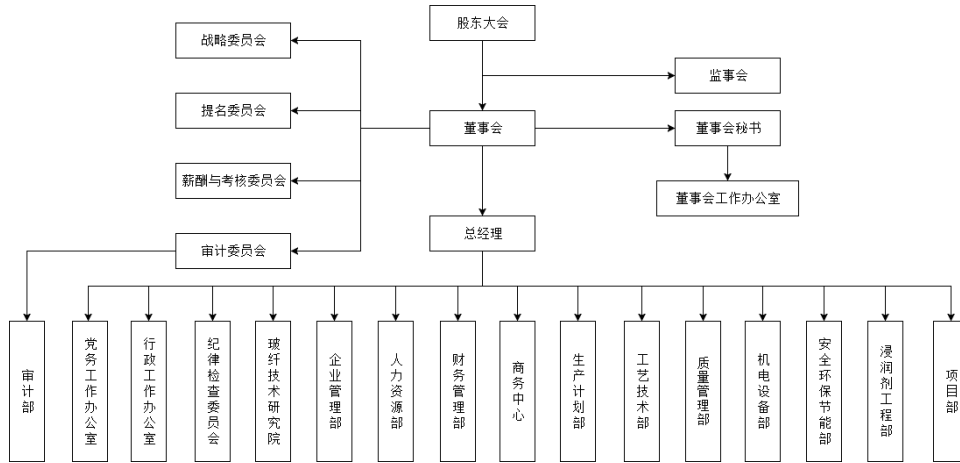 股东大会
战略委员会
监事会
提名委员会
董事会
董事会秘书
薪酬与考核委员会
董事会工作办公室
总经理
审计委员会
审计部
党务工作办公室
行政工作办公室
纪律检查委员会
玻纤技术研究院
企业管理部
人力资源部
财务管理部
商务中心
生产计划部
工艺技术部
质量管理部
机电设备部
安全环保节能部
浸润剂工程部
项目部